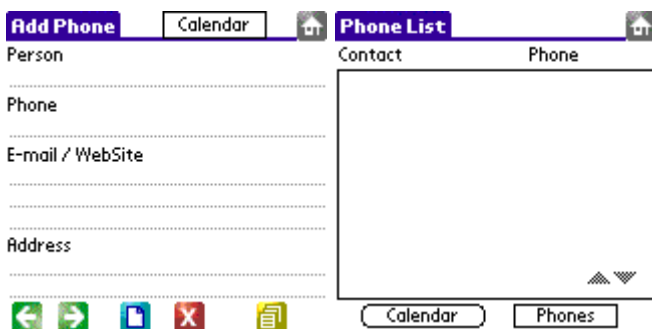 Add Phone Calendar
Person
Phone
E-mail / WebSite
Address
Phone List
Contact Phone
Calendar Phones